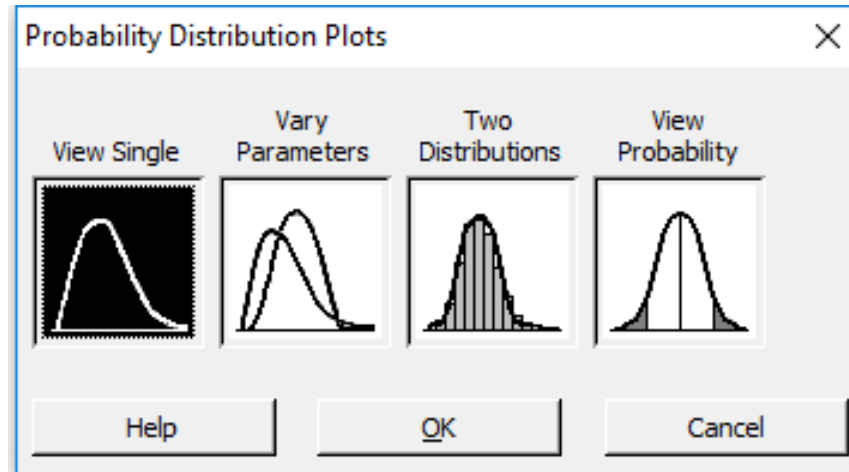 Probability Distribution Plots
View Single
Vary
Parameters
Two
Distributions
View
Probability
Help
OK
Cancel